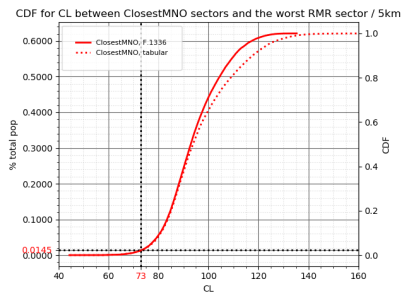 CDF for CL between ClosestMNO sectors and the worst RMR sector / 5km
ClosestMNO, F.1336
ClosestMNO, tabular
% total pop
0.6000
0.5000
0.4000
0.3000
0.2000
0.1000
0.0145
0.0000
1.0
0.8
0.6
0.4
0.2
0.0
CDF
40 60 73 80 100 120 140 160
CL